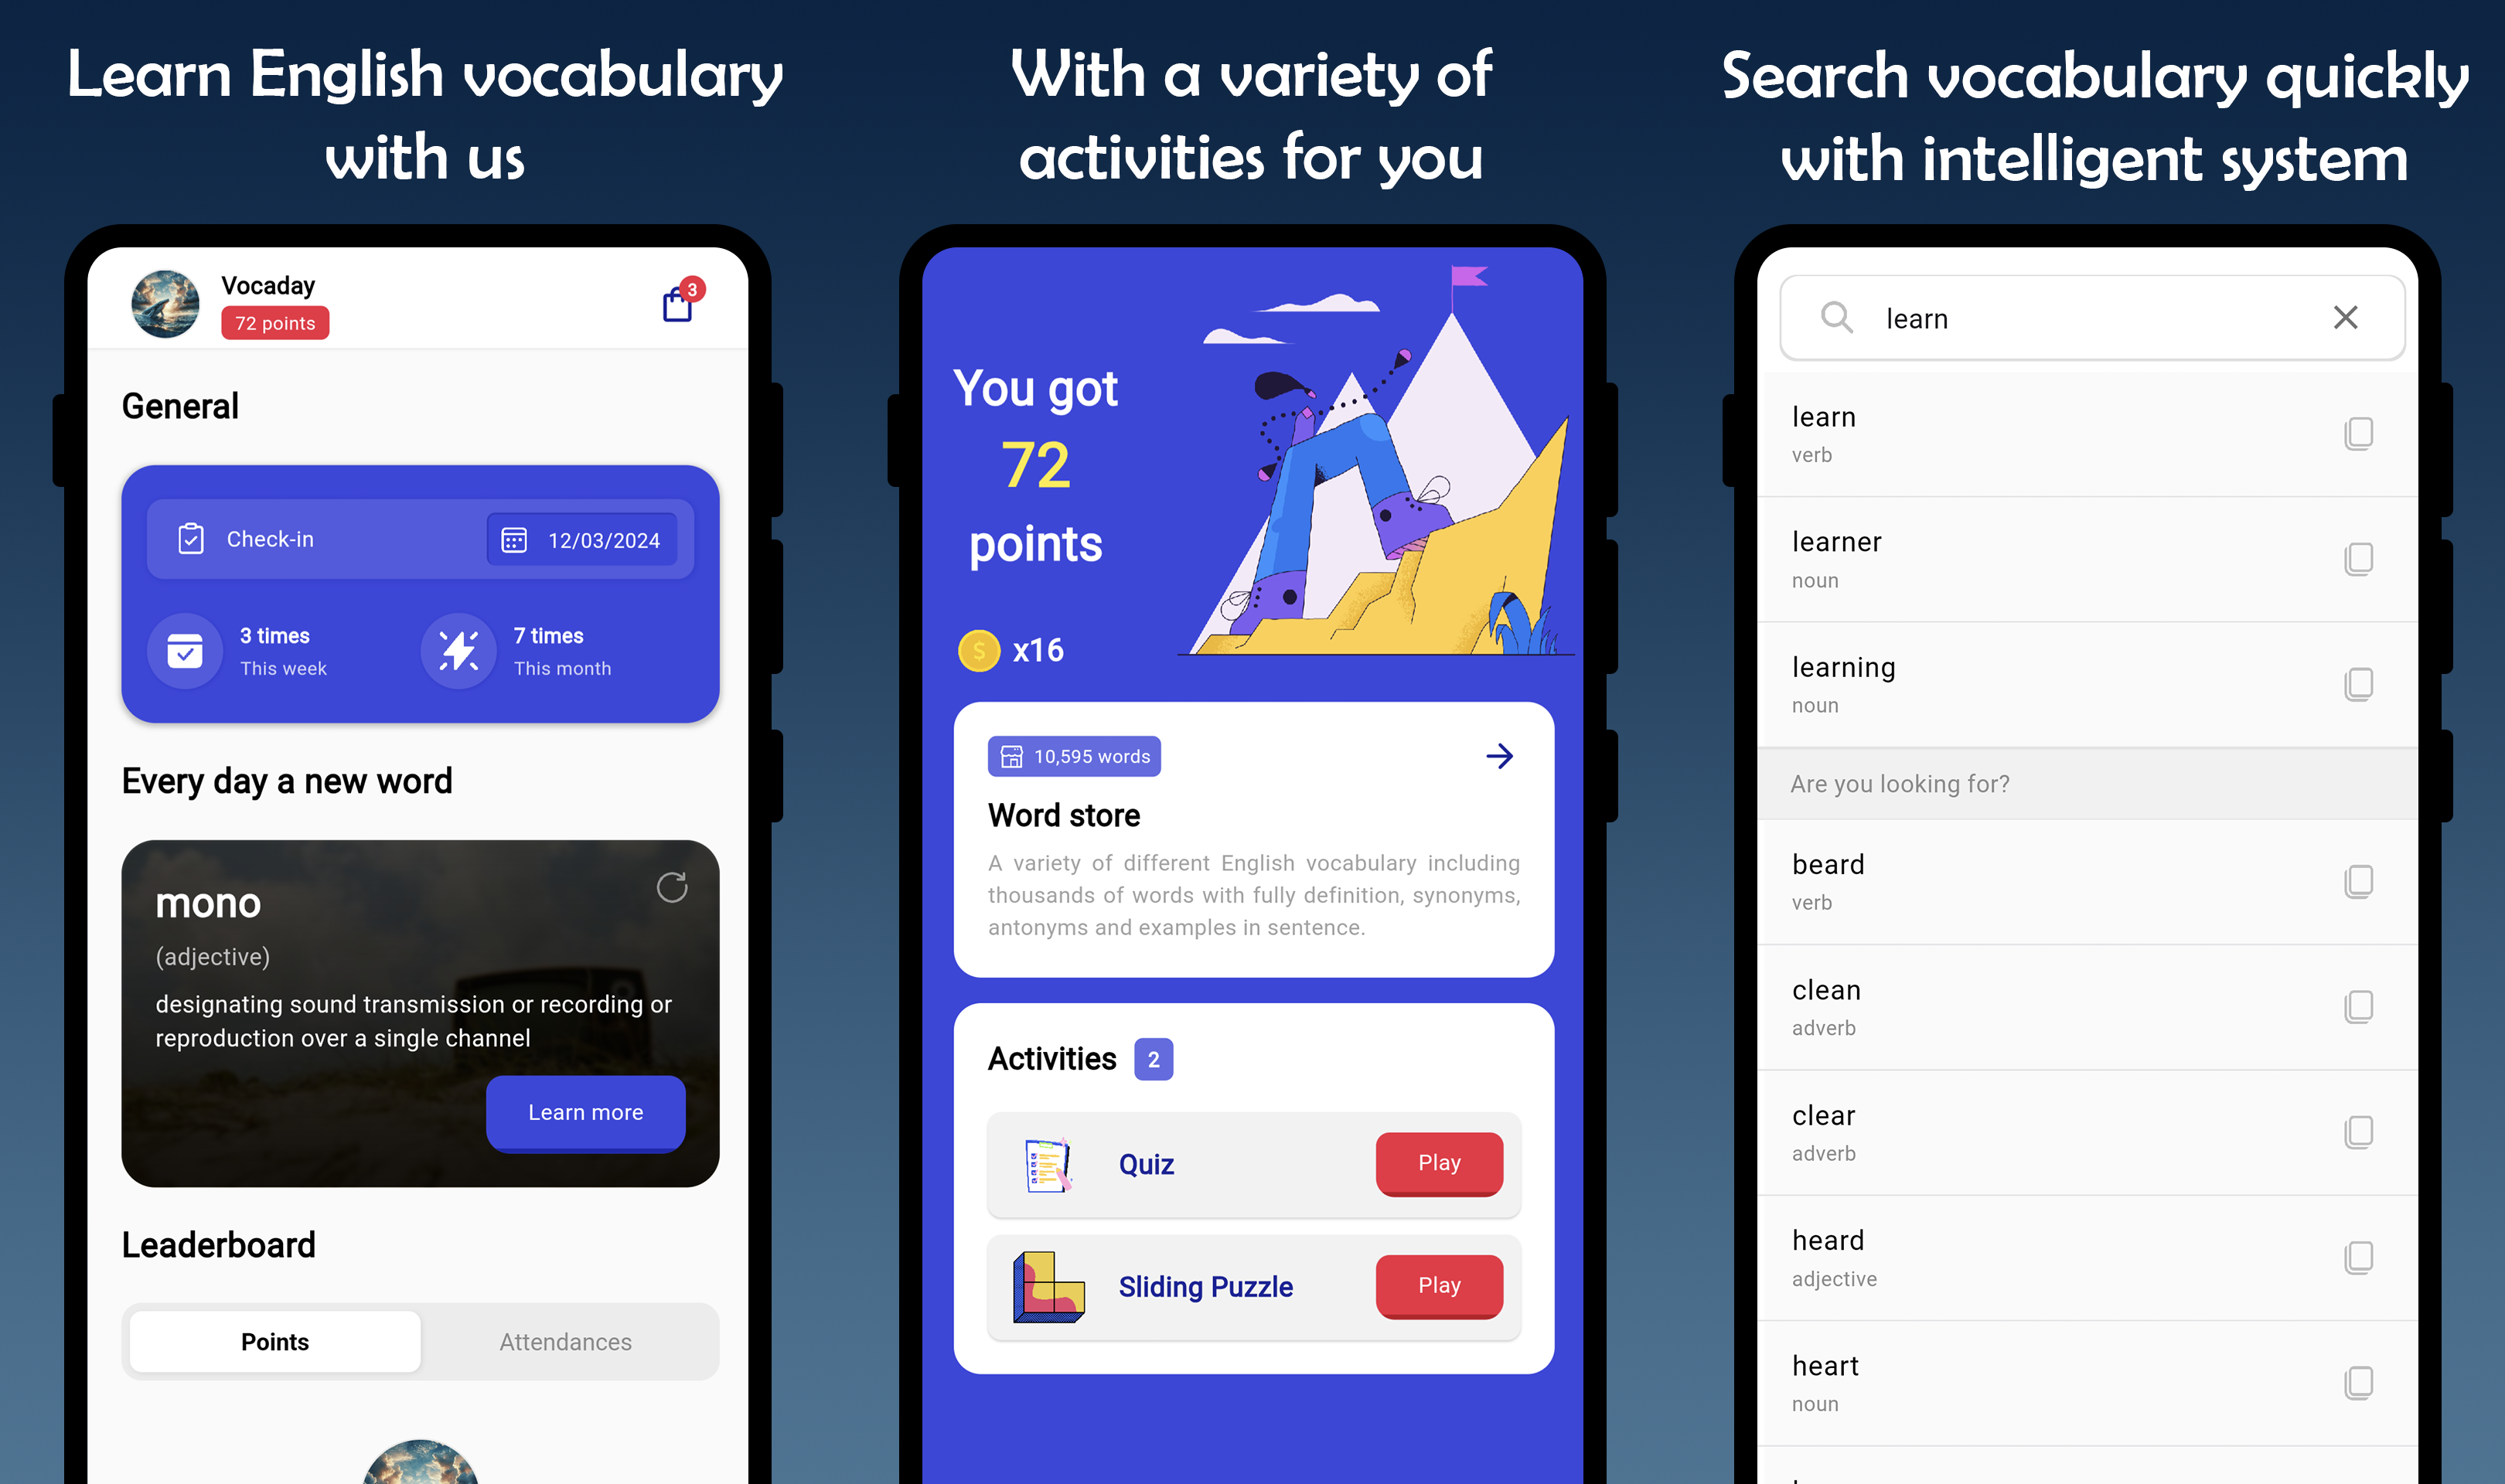 Learn English vocabulary
with us
Vocaday
72 points
3
General
Check-in
12/03/2024
3 times
This week
7 times
This month
Every day a new word
mono
(adjective)
designating sound transmission or recording or
reproduction over a single channel
Learn more
Leaderboard
Points
Attendances
With a variety of
activities for you
You got
72
points
$
x16
10,595 words
Word store
A variety of different English vocabulary including
thousands of words with fully definition, synonyms,
antonyms and examples in sentence.
Activities
2
Quiz
Play
Sliding Puzzle
Play
Search vocabulary quickly
with intelligent system
learn
learn
verb
learner
noun
learning
noun
Are you looking for?
beard
verb
clean
adverb
clear
adverb
heard
adjective
heart
noun